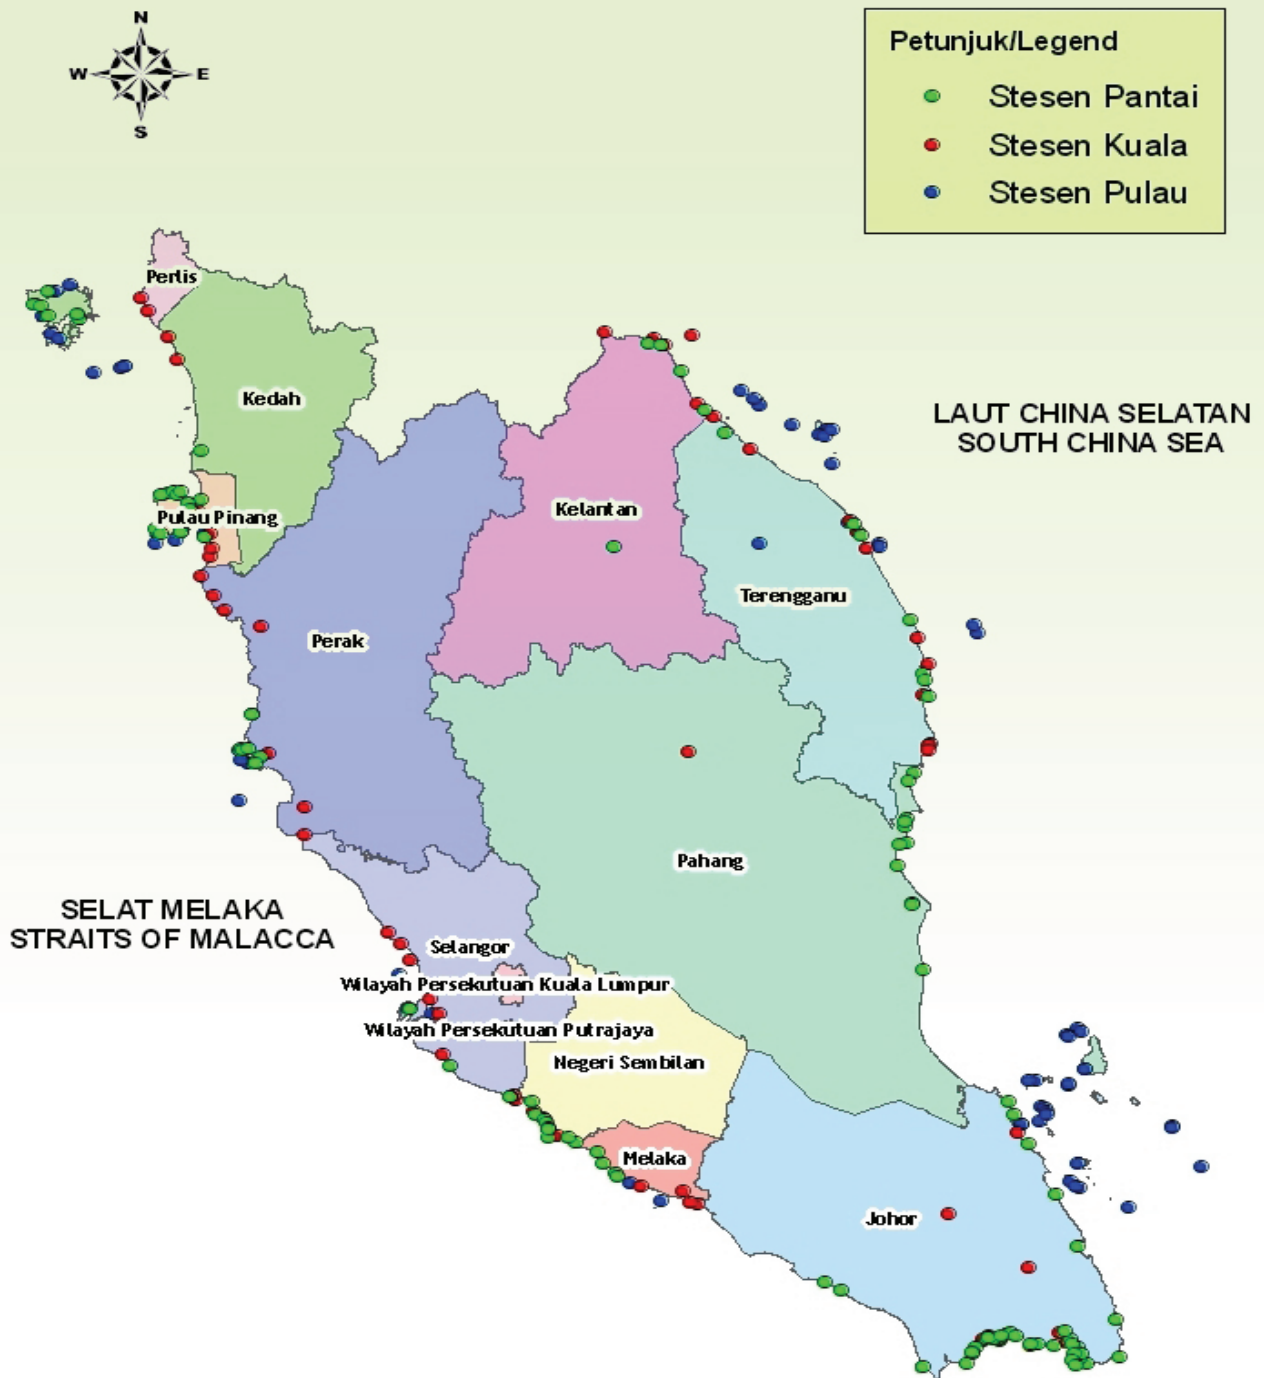 N
W E
S
Petunjuk/Legend
Stesen Pantai
Stesen Kuala
Stesen Pulau
Perlis
Kedah
LAUT CHINA SELATAN
SOUTH CHINA SEA
Pulau Pinang
Kelantan
Terengganu
Perak
Pahang
SELAT MELAKA
STRAITS OF MALACCA
Selangor
Wilayah Persekutuan Kuala Lumpur
Wilayah Persekutuan Putrajaya
Negeri Sembilan
Melaka
Johor